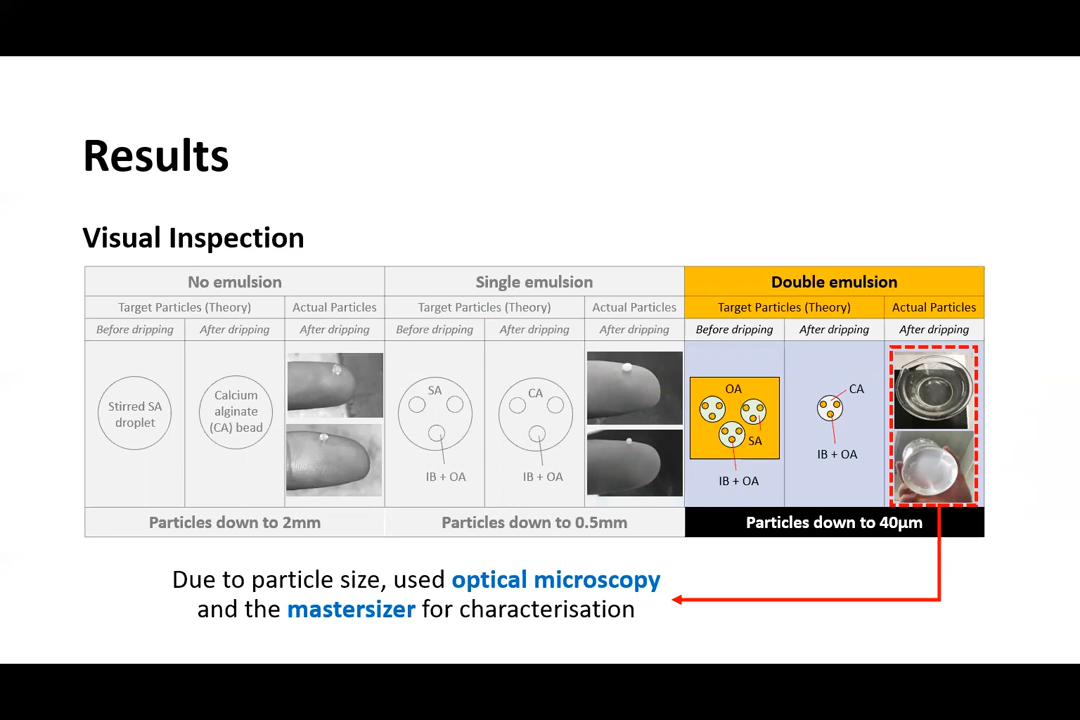 Results
Visual Inspection
No emulsion Single emulsion Double emulsion
Target Particles (Theory) Actual Particles Target Particles (Theory) Actual Particles Target Particles (Theory) Actual Particles
Before dripping After dripping After dripping Before dripping After dripping After dripping Before dripping After dripping After dripping
Stirred SA
droplet
Calcium
alginate
(CA) bead
SA
IB + OA
CA
IB + OA
OA
SA
IB + OA
CA
IB + OA
Particles down to 2mm Particles down to 0.5mm Particles down to 40μm
Due to particle size, used optical microscopy
and the mastersizer for characterisation